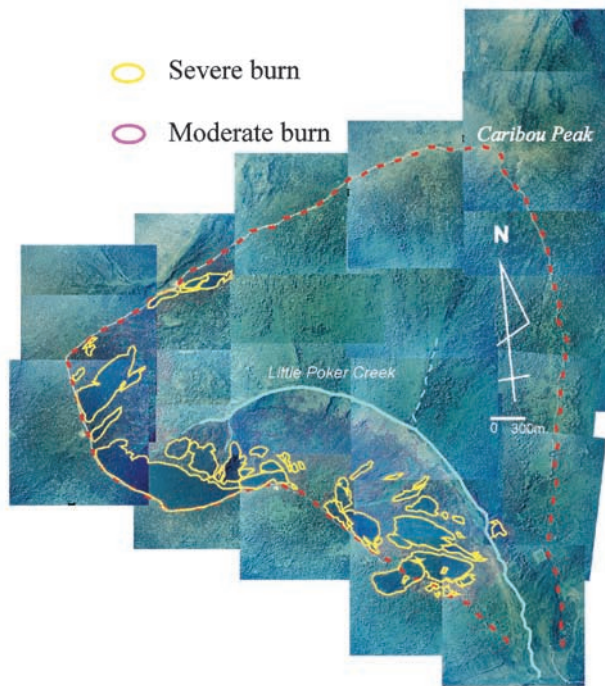 Severe burn
Moderate burn
Caribou Peak
N
Little Poker Creek
0 300m